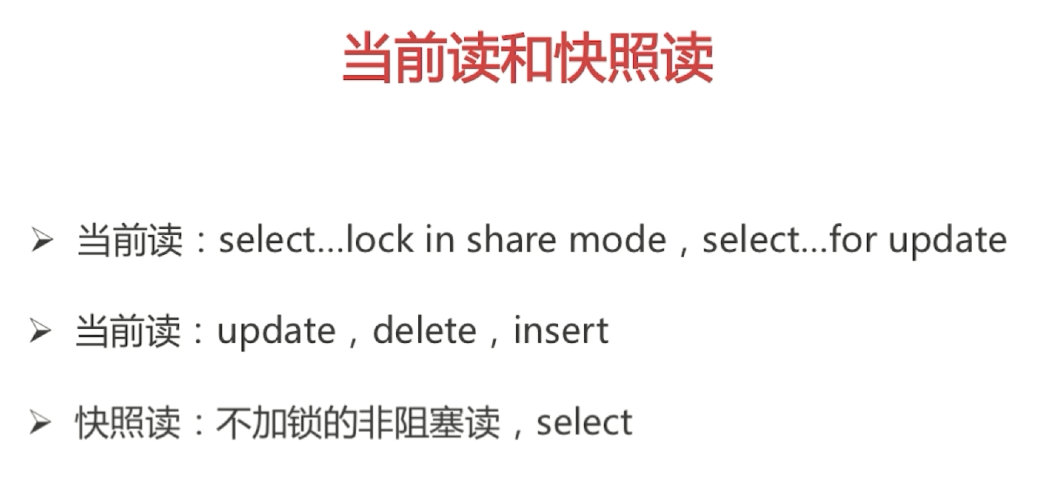 当前读和快照读
➢ 当前读：select...lock in share mode，select...for update
➢ 当前读：update，delete，insert
➢ 快照读：不加锁的非阻塞读，select